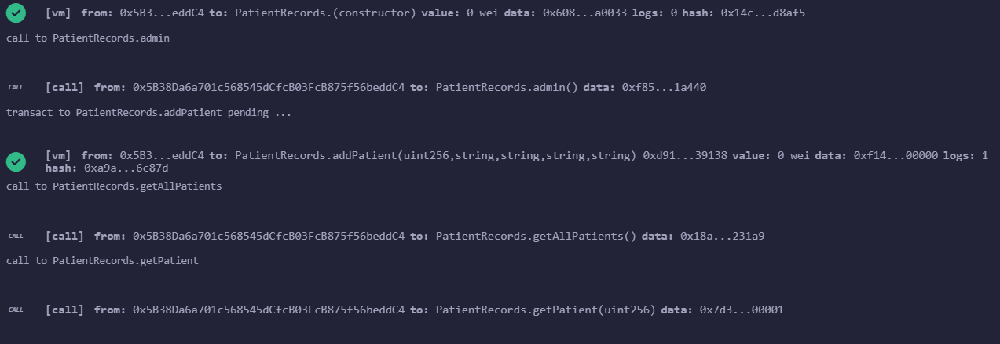 [vm] from: 0x5B3...eddC4 to: PatientRecords.(constructor) value: 0 wei data: 0x608...a0033 logs: 0 hash: 0x14c...d8af5
call to PatientRecords.admin
CALL [call] from: 0x5B38Da6a701c568545dCfcB03FcB875f56beddC4 to: PatientRecords.admin() data: 0xf85...1a440
transact to PatientRecords.addPatient pending ...
[vm] from: 0x5B3...eddC4 to: PatientRecords.addPatient(uint256,string,string,string,string) 0xd91...39138 value: 0 wei data: 0xf14...00000 logs: 1
hash: 0xa9a...6c87d
call to PatientRecords.getAllPatients
CALL [call] from: 0x5B38Da6a701c568545dCfcB03FcB875f56beddC4 to: PatientRecords.getAllPatients() data: 0x18a...231a9
call to PatientRecords.getPatient
CALL [call] from: 0x5B38Da6a701c568545dCfcB03FcB875f56beddC4 to: PatientRecords.getPatient(uint256) data: 0x7d3...00001